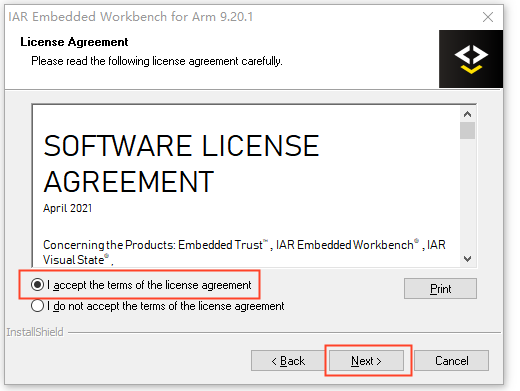 IAR Embedded Workbench for Arm 9.20.1
License Agreement
Please read the following license agreement carefully.
SOFTWARE LICENSE
AGREEMENT
April 2021
Concerning the Products: Embedded Trust™, IAR Embedded Workbench®, IAR
Visual State®.
I accept the terms of the license agreement
Print
I do not accept the terms of the license agreement
InstallShield
< Back
Next >
Cancel